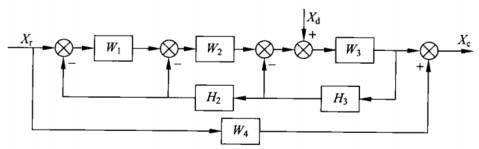 X_d
X_r W_1 W_2 + W_3 X_c
− − − +
H_2 H_3
W_4